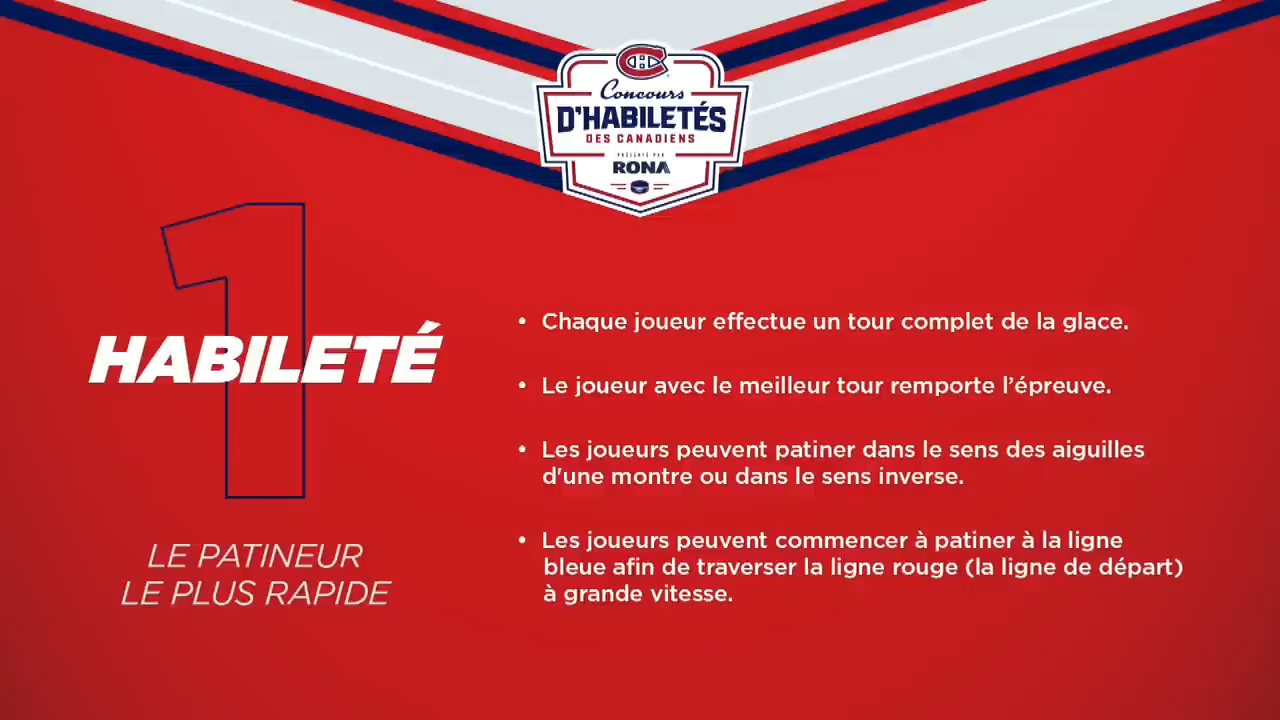 Concours
D'HABILETÉS
DES CANADIENS
PRÉSENTÉ PAR
RONA
1
HABILETÉ
LE PATINEUR
LE PLUS RAPIDE
• Chaque joueur effectue un tour complet de la glace.
• Le joueur avec le meilleur tour remporte l’épreuve.
• Les joueurs peuvent patiner dans le sens des aiguilles
d'une montre ou dans le sens inverse.
• Les joueurs peuvent commencer à patiner à la ligne
bleue afin de traverser la ligne rouge (la ligne de départ)
à grande vitesse.